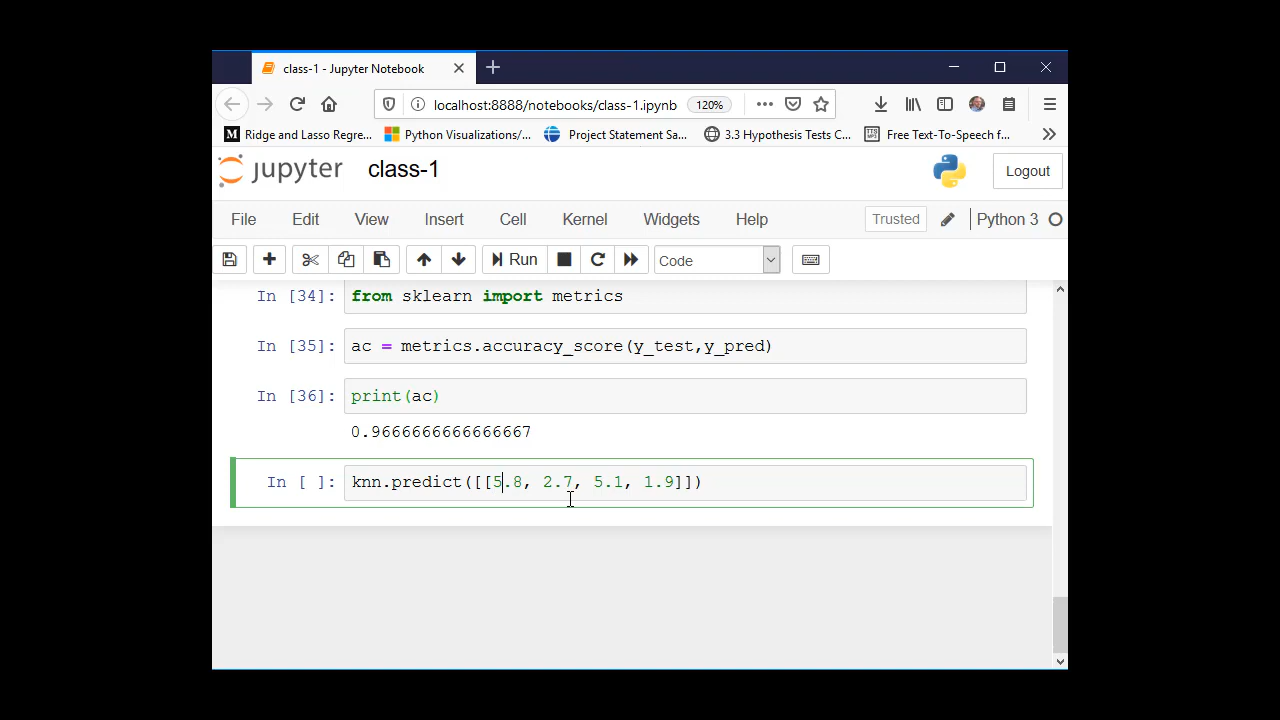 class-1 - Jupyter Notebook
localhost:8888/notebooks/class-1.ipynb 120%
M Ridge and Lasso Regre... Python Visualizations/... Project Statement Sa... 3.3 Hypothesis Tests C... TTS MP3 Free Text-To-Speech f...
jupyter class-1 Logout
File Edit View Insert Cell Kernel Widgets Help Trusted Python 3
Run Code
In [34]: from sklearn import metrics
In [35]: ac = metrics.accuracy_score(y_test,y_pred)
In [36]: print(ac)
0.9666666666666667
In [ ]: knn.predict([[5.8, 2.7, 5.1, 1.9]])